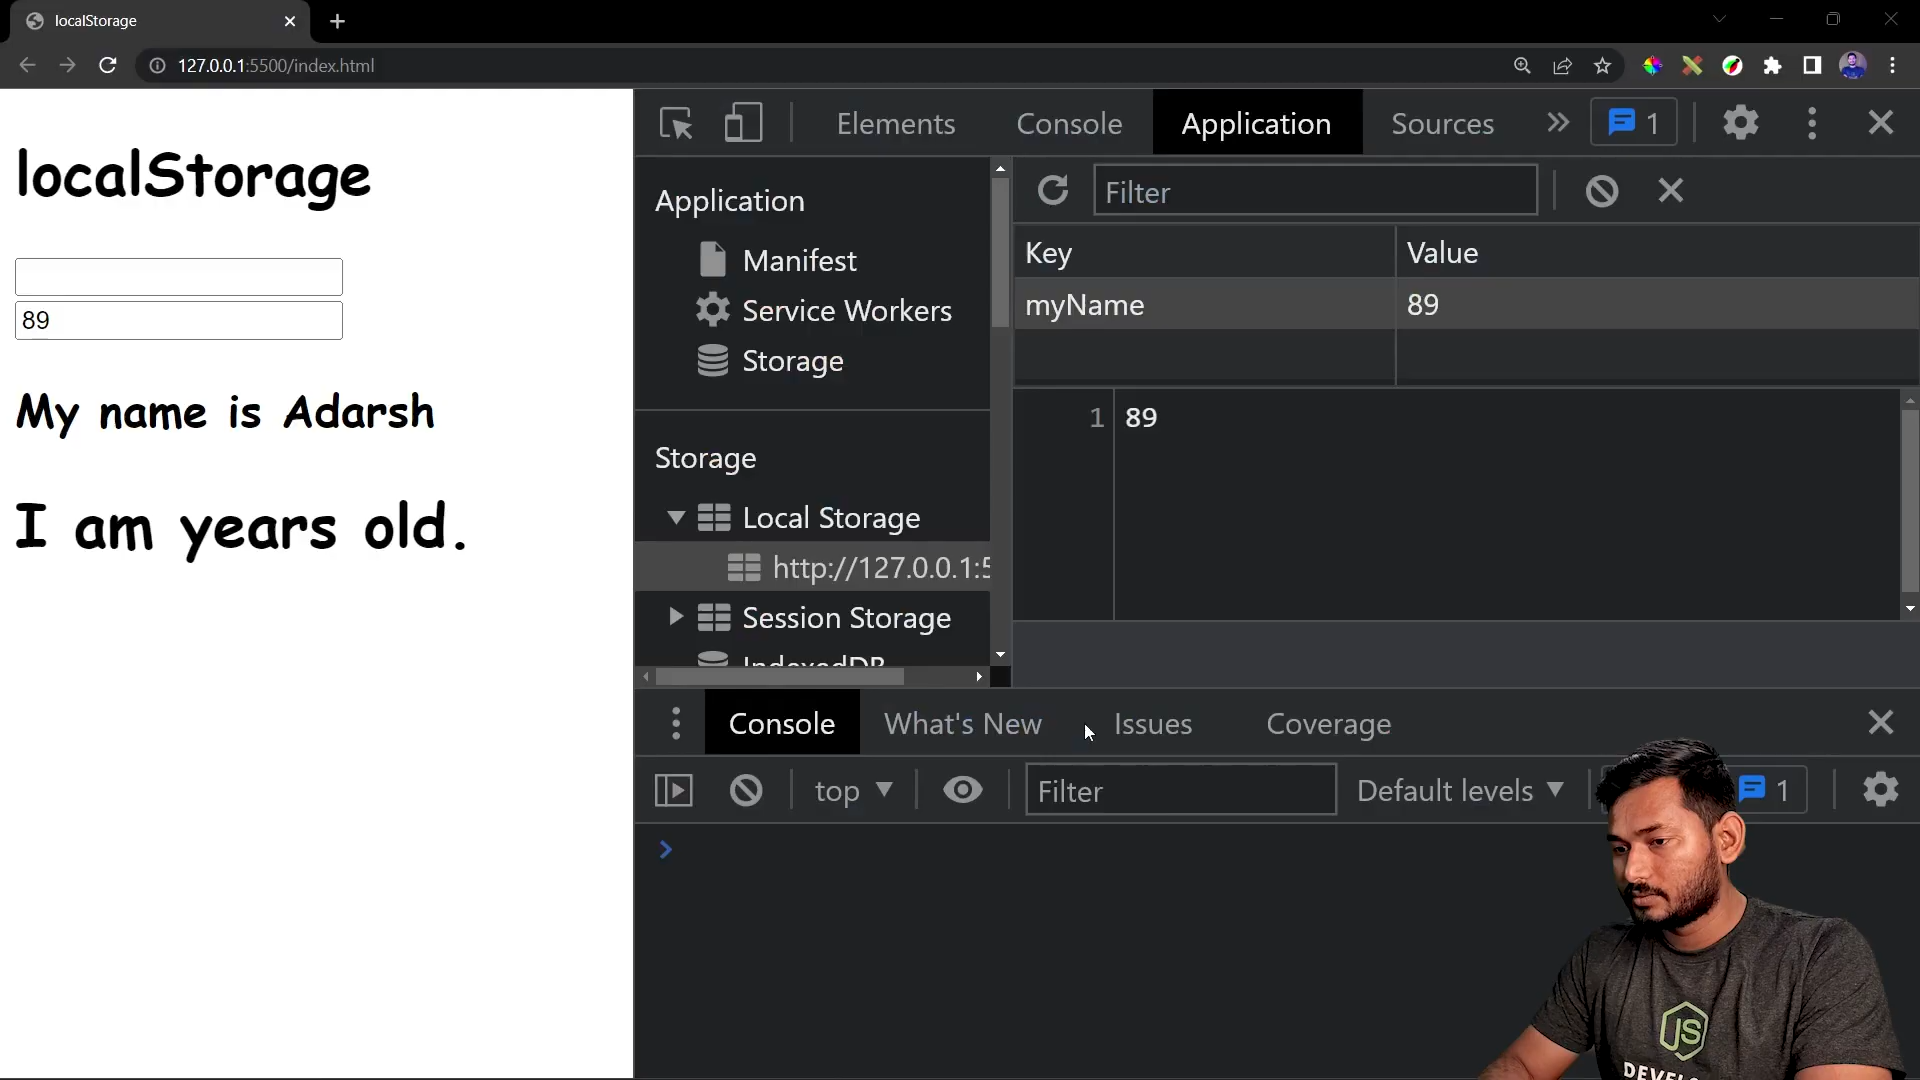 localStorage
127.0.0.1:5500/index.html
localStorage
89
My name is Adarsh
I am years old.
Elements
Console
Application
Sources
1
Application
Manifest
Service Workers
Storage
Storage
Local Storage
http://127.0.0.1:5
Session Storage
IndexedDB
Filter
Key
Value
myName
89
1
89
Console
What's New
Issues
Coverage
top
Filter
Default levels
1
JS